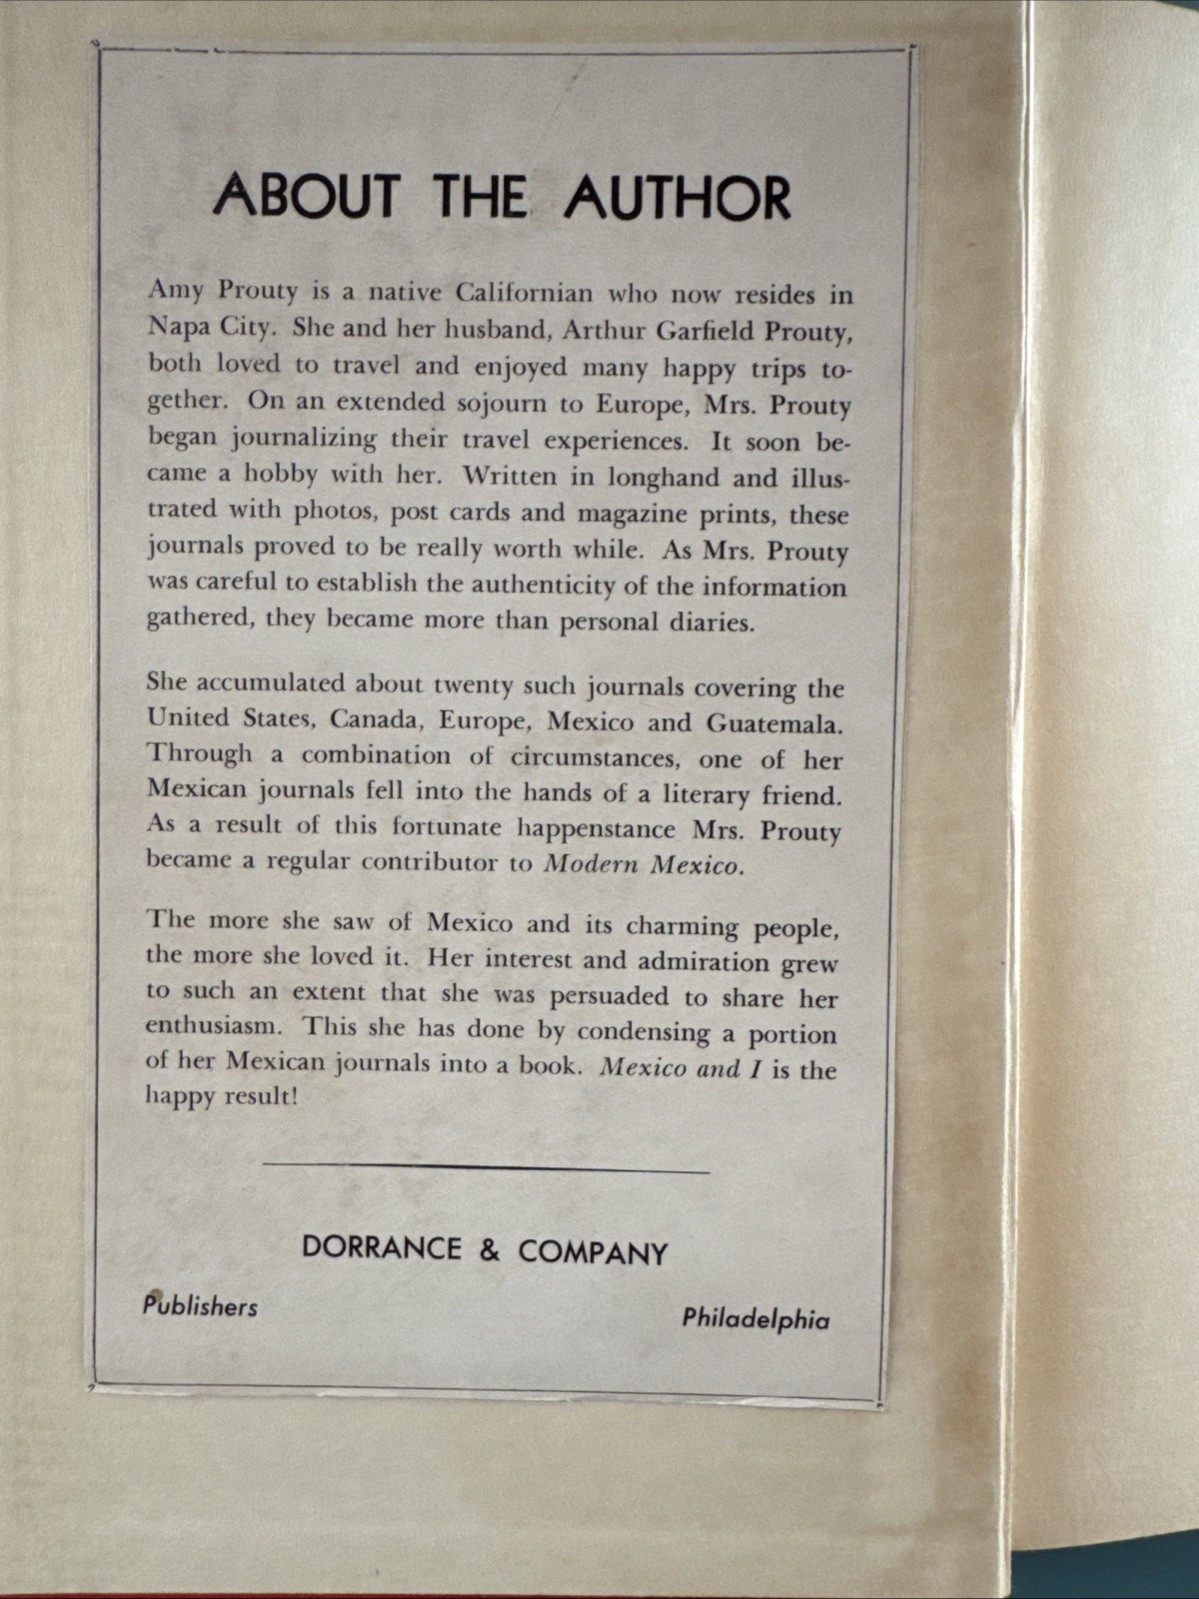 ABOUT THE AUTHOR
Amy Prouty is a native Californian who now resides in
Napa City. She and her husband, Arthur Garfield Prouty,
both loved to travel and enjoyed many happy trips to-
gether. On an extended sojourn to Europe, Mrs. Prouty
began journalizing their travel experiences. It soon be-
came a hobby with her. Written in longhand and illus-
trated with photos, post cards and magazine prints, these
journals proved to be really worth while. As Mrs. Prouty
was careful to establish the authenticity of the information
gathered, they became more than personal diaries.
She accumulated about twenty such journals covering the
United States, Canada, Europe, Mexico and Guatemala.
Through a combination of circumstances, one of her
Mexican journals fell into the hands of a literary friend.
As a result of this fortunate happenstance Mrs. Prouty
became a regular contributor to Modern Mexico.
The more she saw of Mexico and its charming people,
the more she loved it. Her interest and admiration grew
to such an extent that she was persuaded to share her
enthusiasm. This she has done by condensing a portion
of her Mexican journals into a book. Mexico and I is the
happy result!
DORRANCE & COMPANY
Publishers
Philadelphia